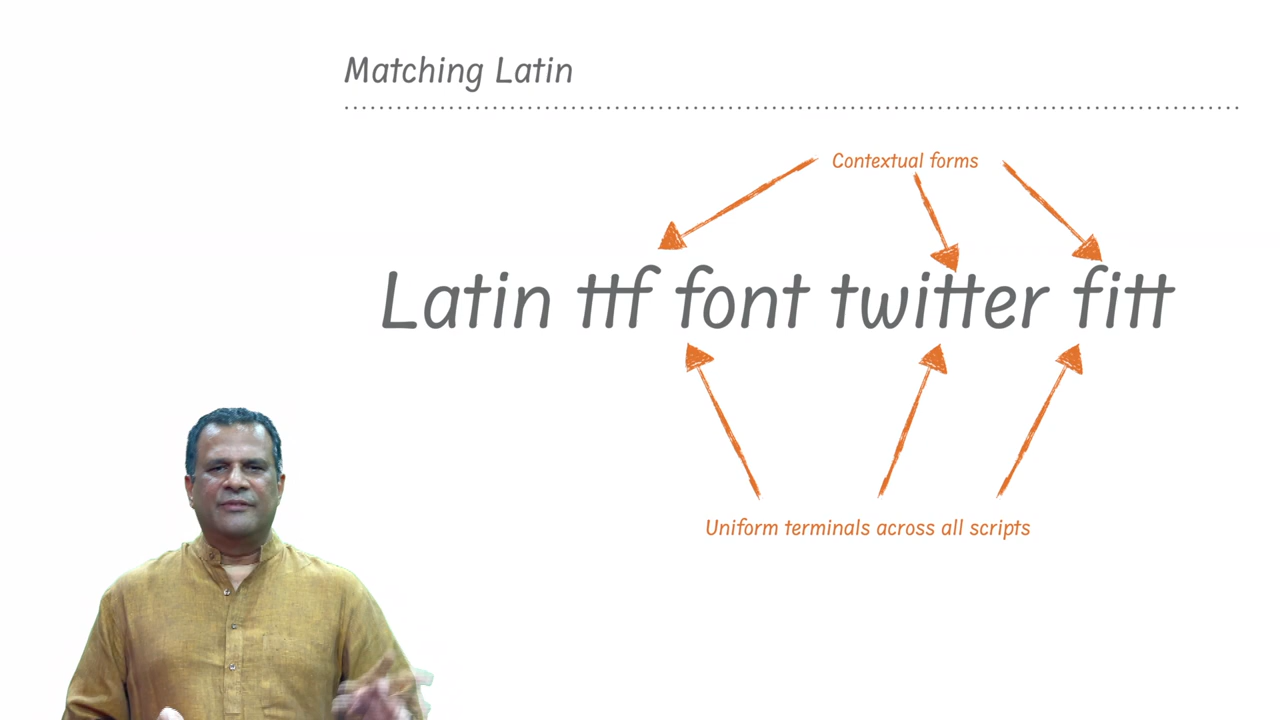 Matching Latin
Contextual forms
Latin ttf font twitter fitt
Uniform terminals across all scripts